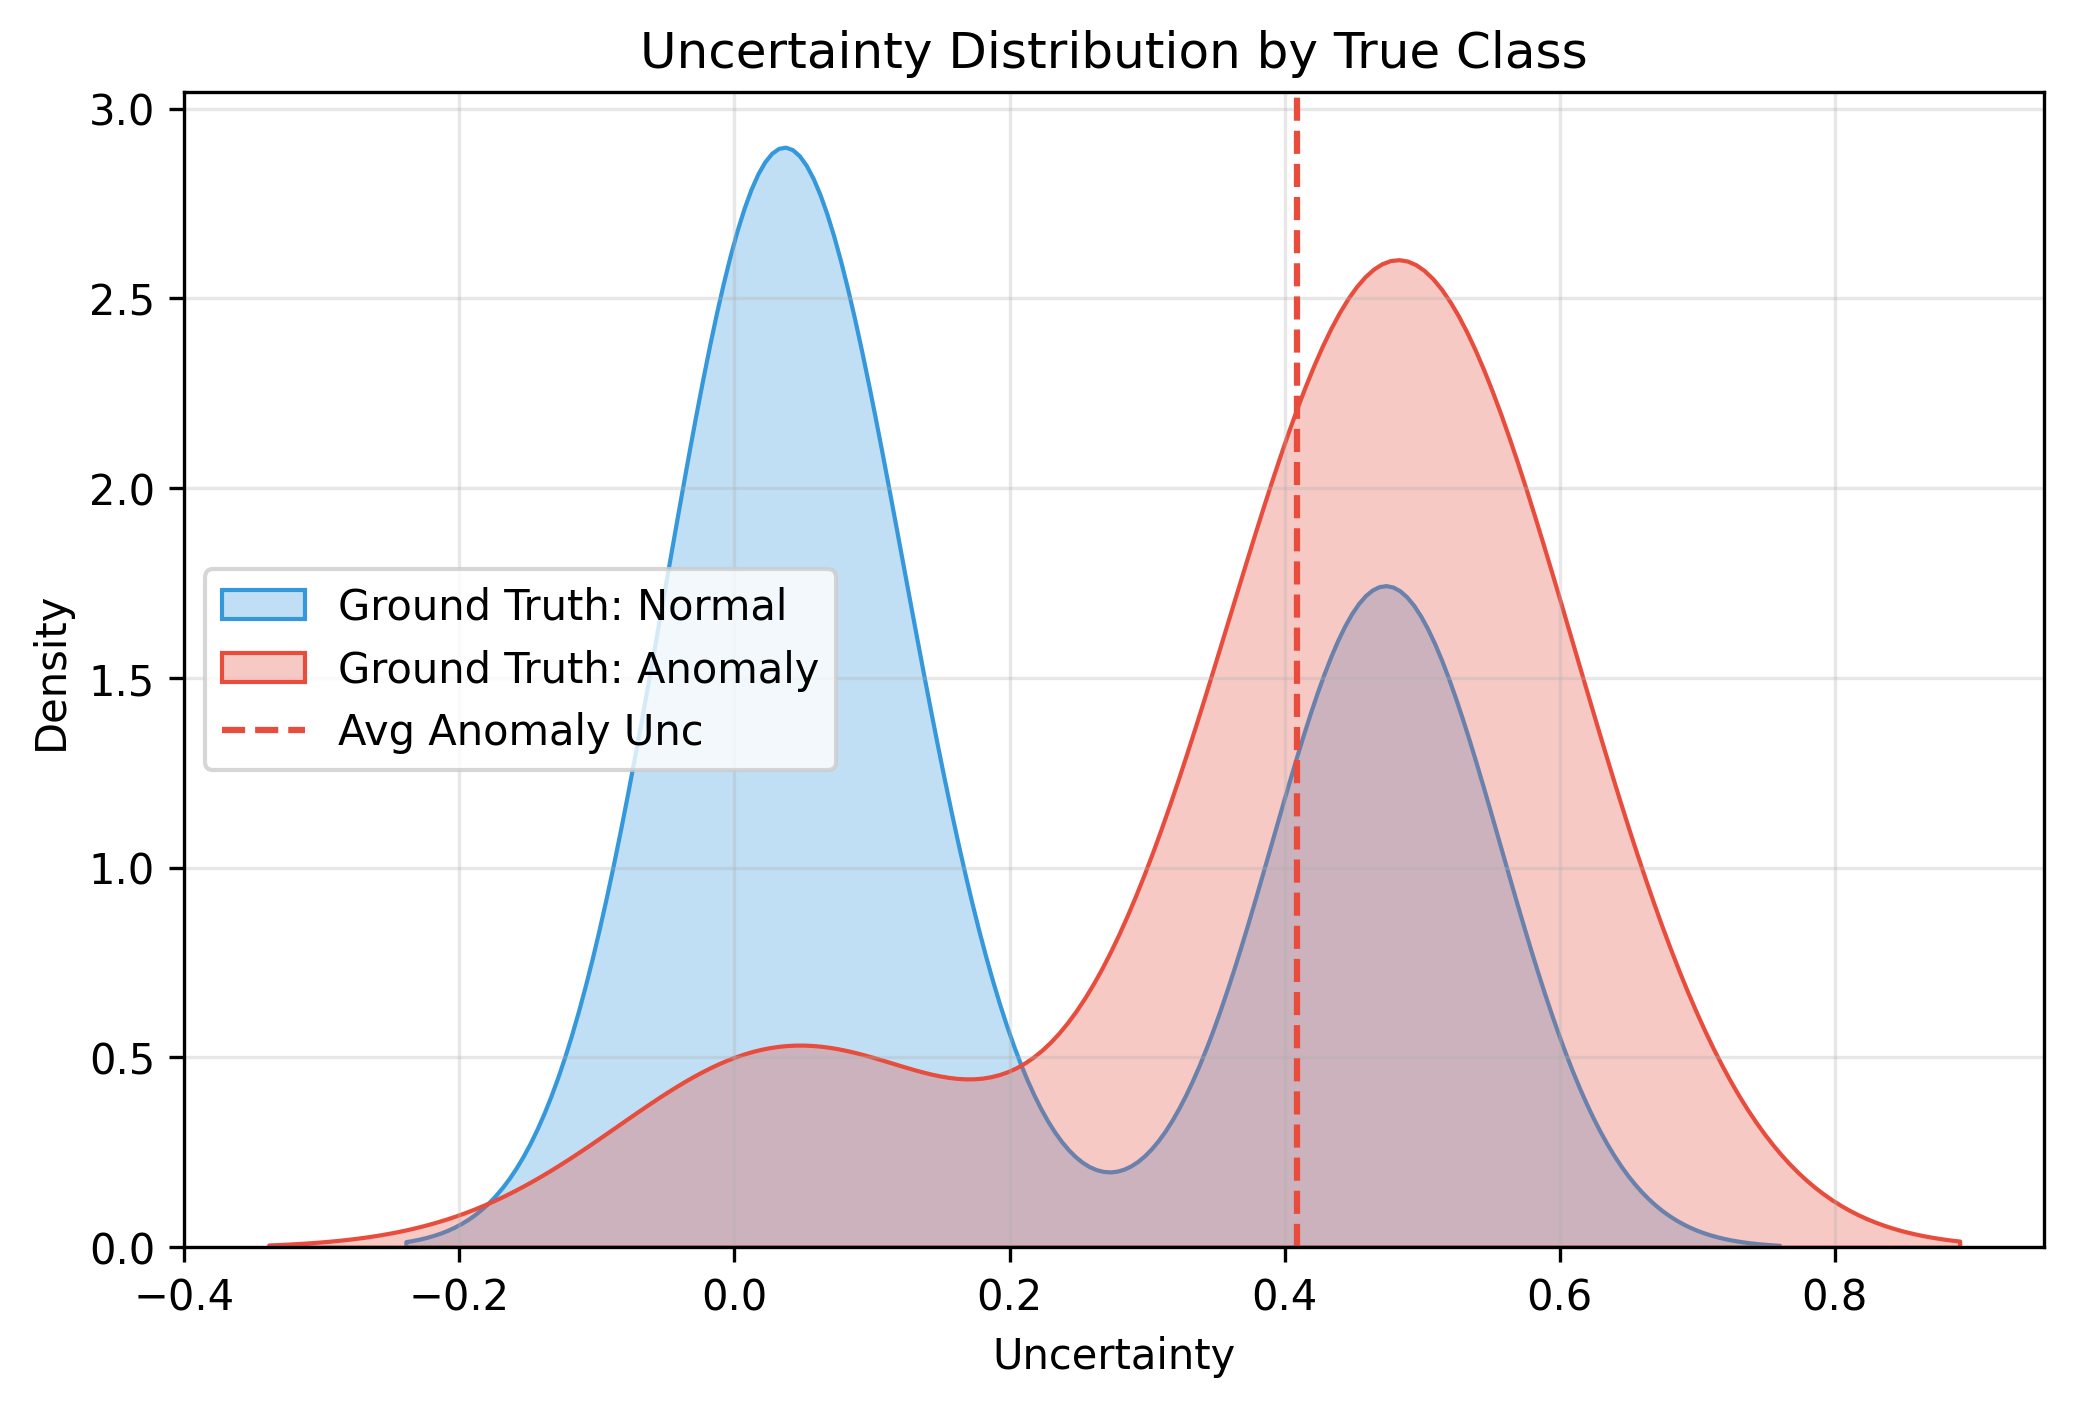 Uncertainty Distribution by True Class
3.0
2.5
2.0
1.5
1.0
0.5
0.0
Density
Ground Truth: Normal
Ground Truth: Anomaly
Avg Anomaly Unc
−0.4 −0.2 0.0 0.2 0.4 0.6 0.8
Uncertainty